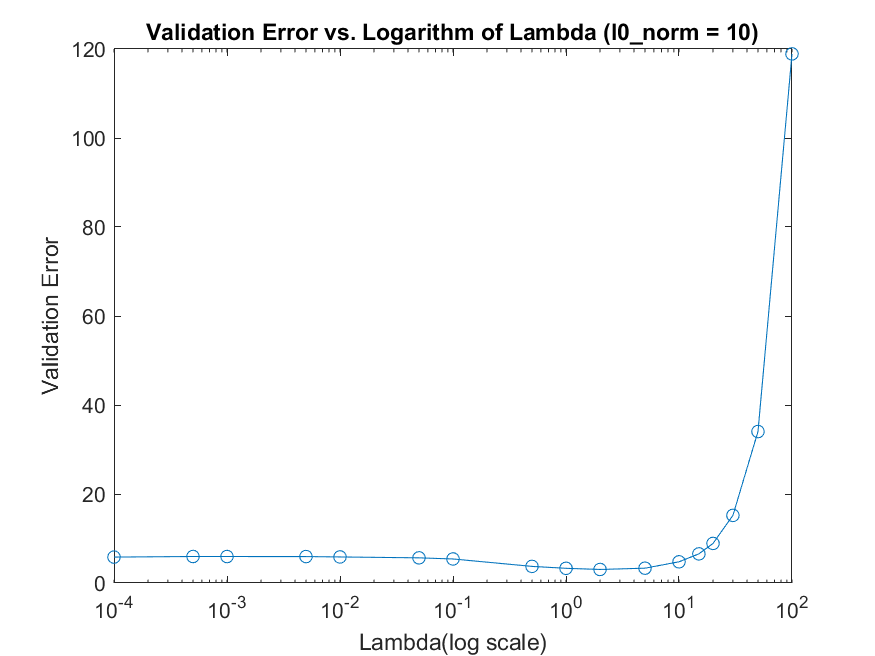 Validation Error vs. Logarithm of Lambda (l0_norm = 10)
120
100
80
60
40
20
0
Validation Error
10^-4 10^-3 10^-2 10^-1 10^0 10^1 10^2
Lambda(log scale)